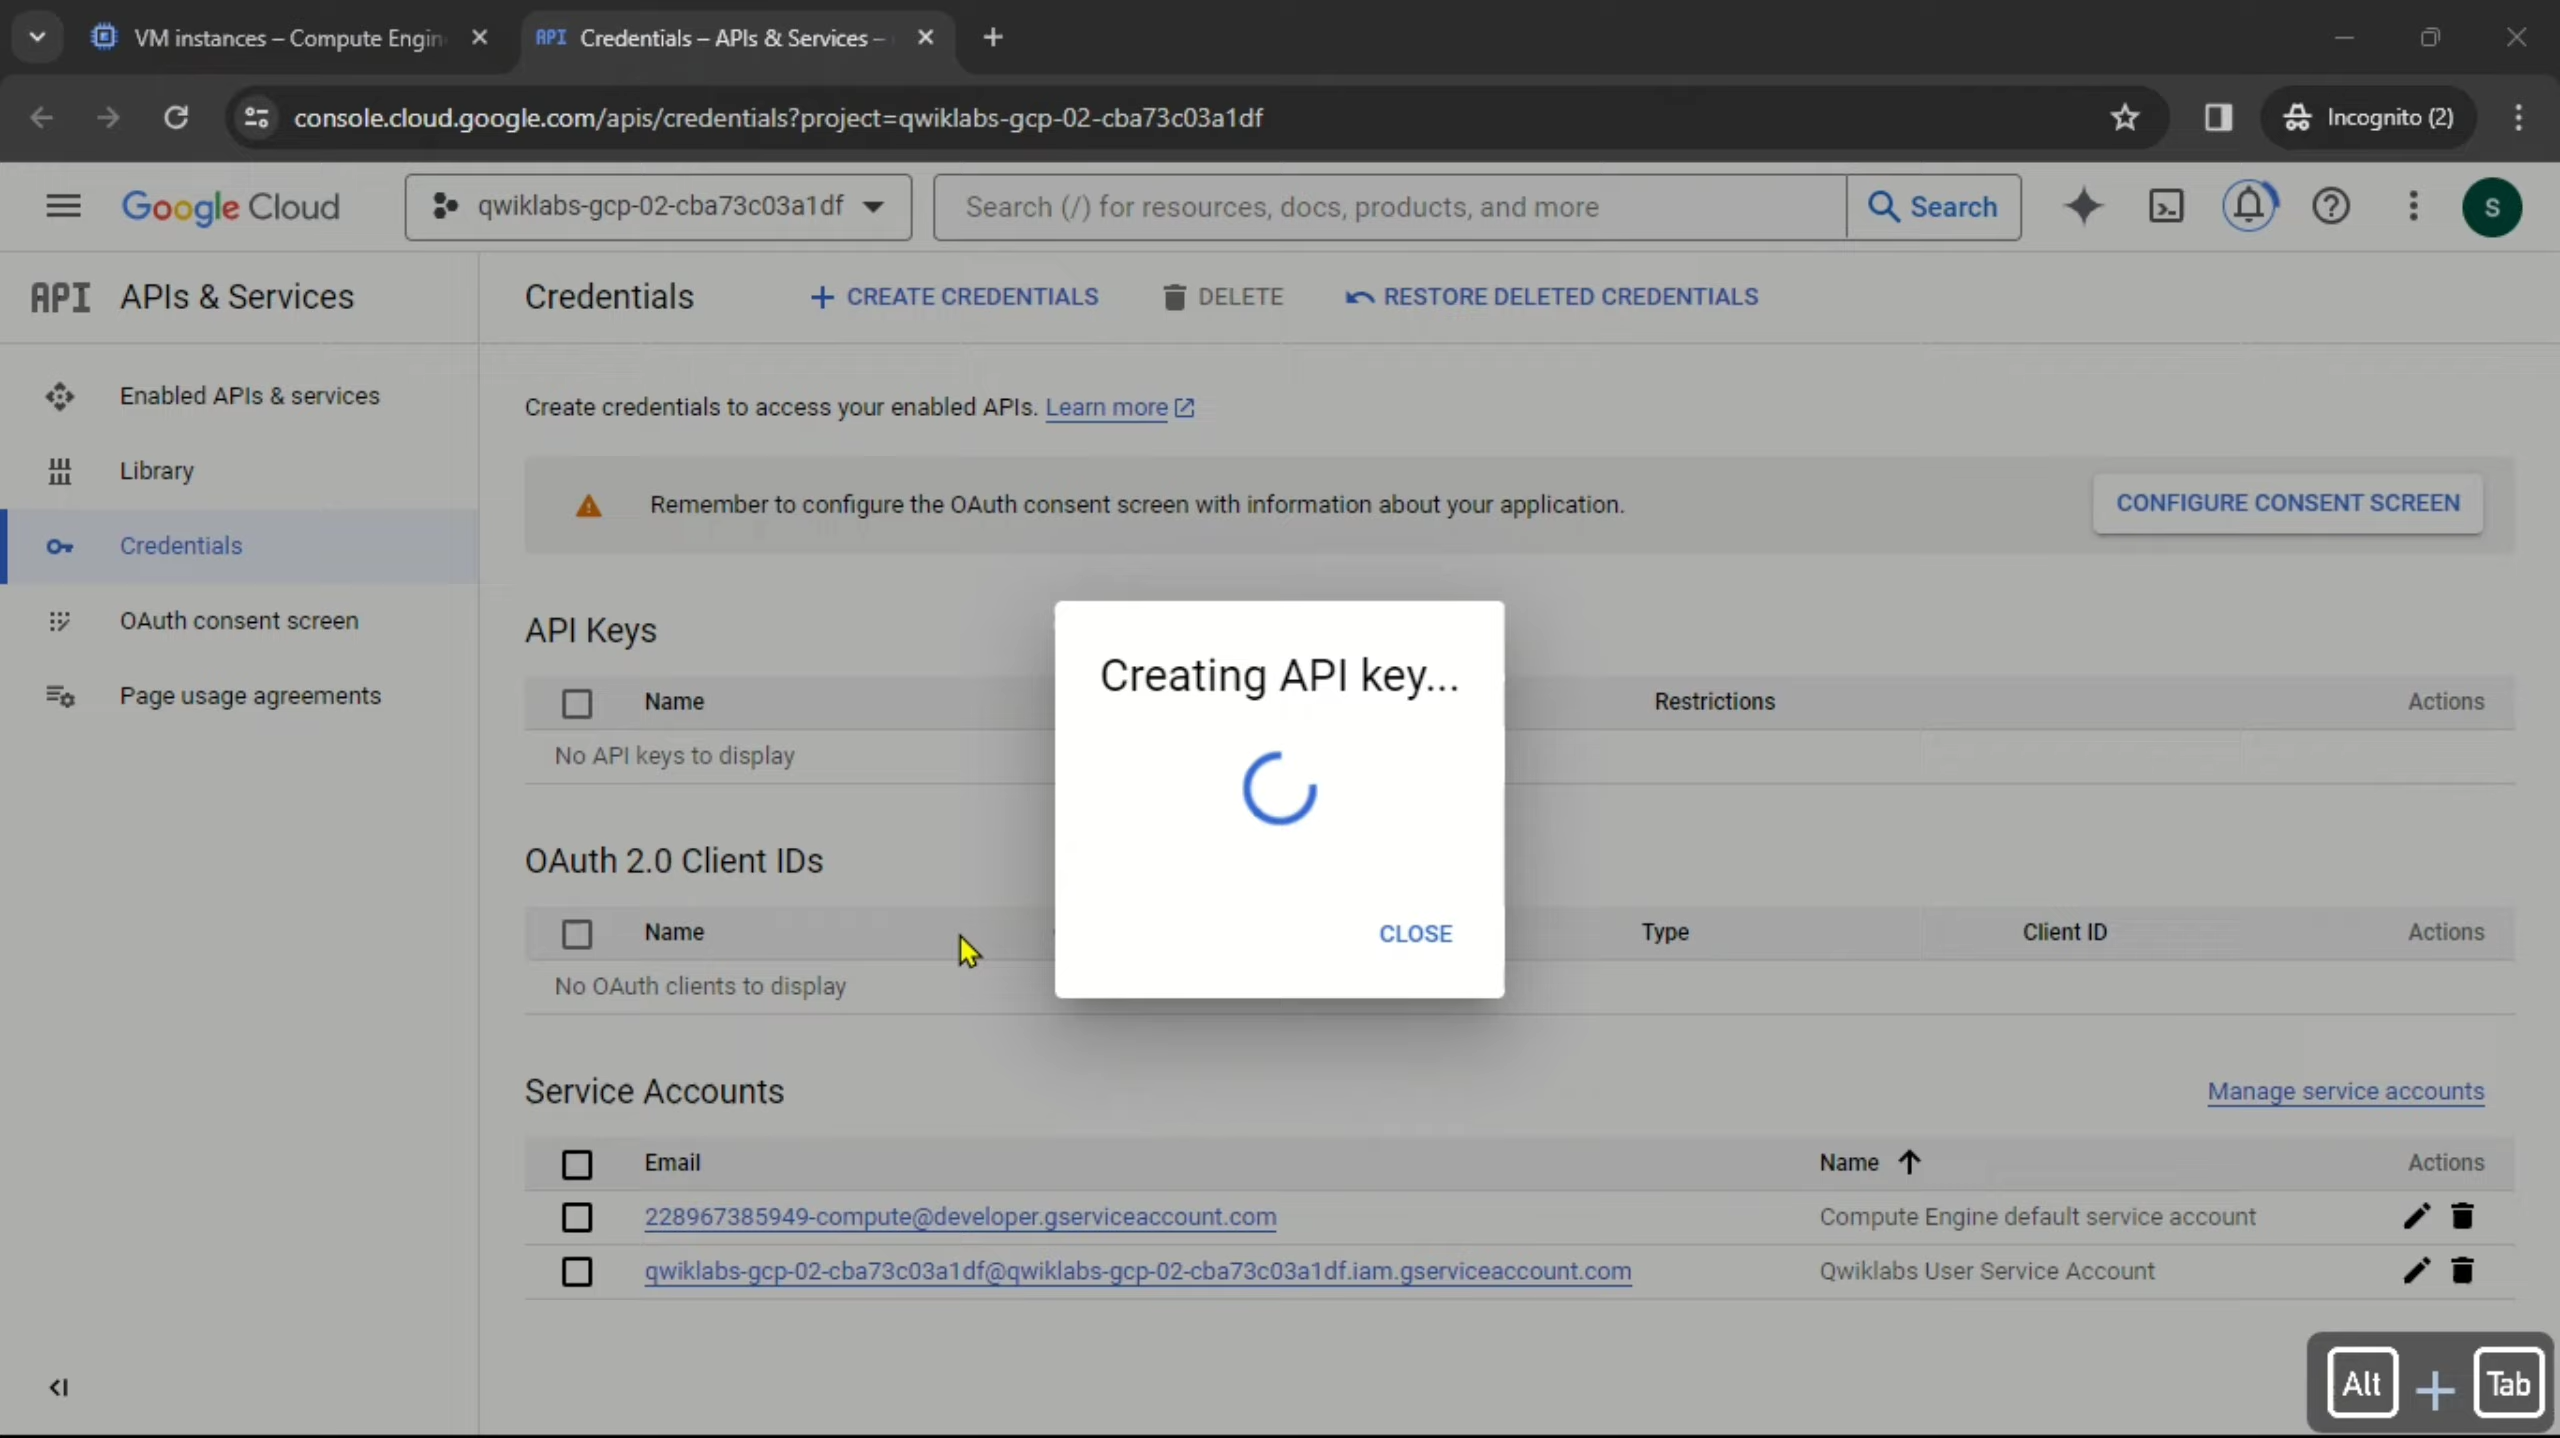 VM instances – Compute Engin
API Credentials – APIs & Services –
console.cloud.google.com/apis/credentials?project=qwiklabs-gcp-02-cba73c03a1df
Incognito (2)
Google Cloud
qwiklabs-gcp-02-cba73c03a1df
Search (/) for resources, docs, products, and more
Search
S
API APIs & Services
Credentials
CREATE CREDENTIALS
DELETE
RESTORE DELETED CREDENTIALS
Enabled APIs & services
Library
Credentials
OAuth consent screen
Page usage agreements
Create credentials to access your enabled APIs. Learn more
Remember to configure the OAuth consent screen with information about your application.
CONFIGURE CONSENT SCREEN
API Keys
Name Restrictions Actions
No API keys to display
Creating API key...
CLOSE
OAuth 2.0 Client IDs
Name Type Client ID Actions
No OAuth clients to display
Service Accounts
Manage service accounts
Email Name Actions
228967385949-compute@developer.gserviceaccount.com Compute Engine default service account
qwiklabs-gcp-02-cba73c03a1df@qwiklabs-gcp-02-cba73c03a1df.iam.gserviceaccount.com Qwiklabs User Service Account
Alt + Tab